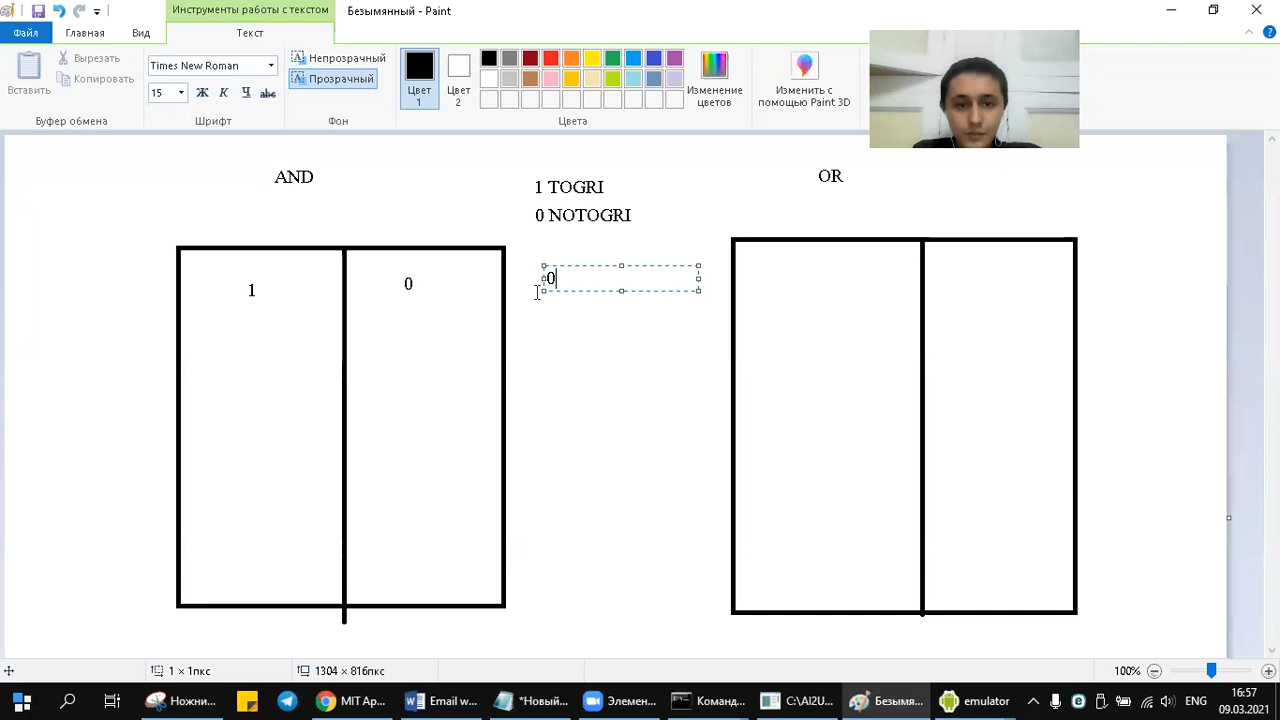 Инструменты работы с текстом
Безымянный - Paint
Файл
Главная
Вид
Текст
Вставить
Вырезать
Копировать
Буфер обмена
Times New Roman
15
Ж К Ч abc
Шрифт
Непрозрачный
Прозрачный
Фон
Цвет 1
Цвет 2
Цвета
Изменение цветов
Изменить с помощью Paint 3D
AND
1 TOGRI
0 NOTOGRI
OR
1
0
0
1 × 1пкс
1304 × 816пкс
100%
Ножни...
MIT Ap...
Email w...
*Новый...
Элемен...
Команд...
C:\AI2U...
Безымя...
emulator
ENG
16:57
09.03.2021